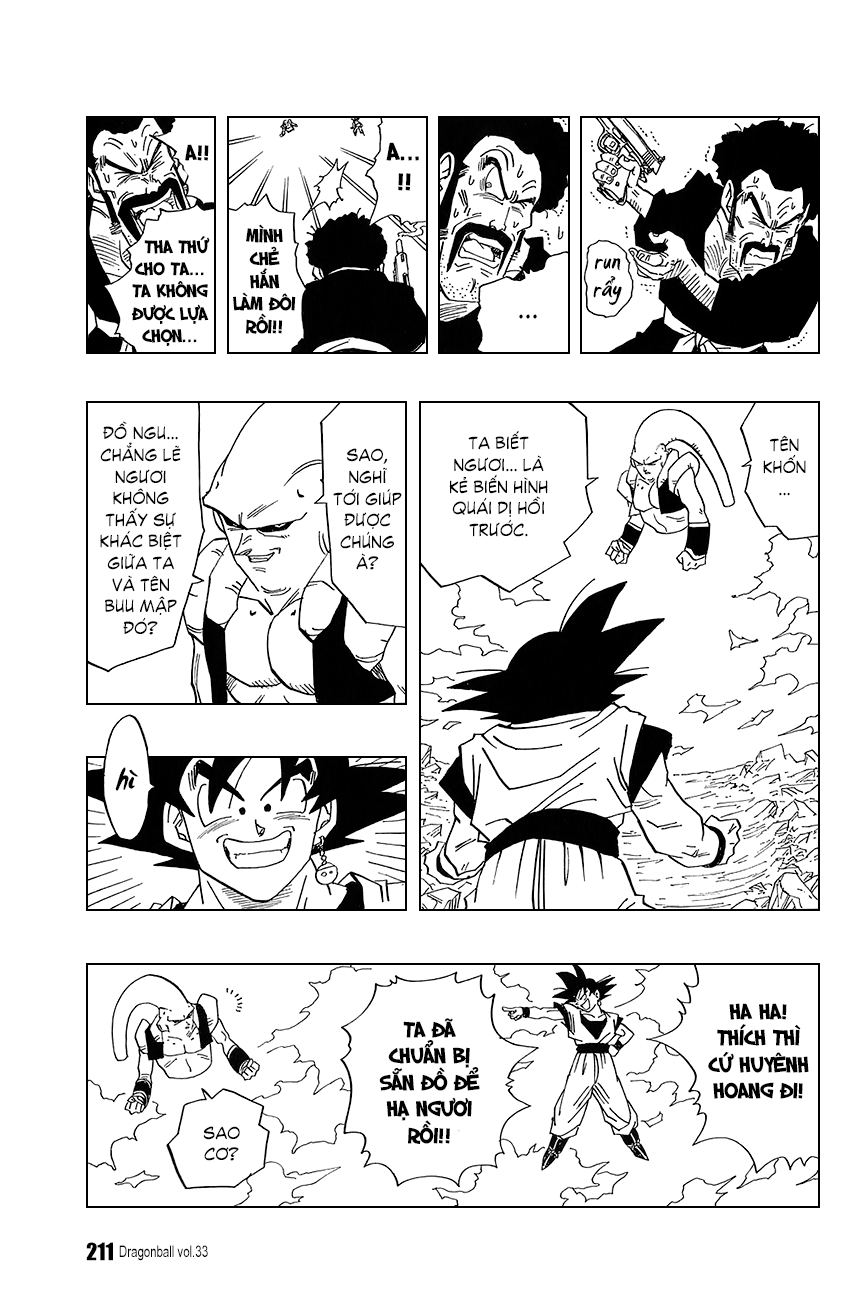 run
rẩy
...
A...
!!
MÌNH
CHẺ
HẮN
LÀM ĐÔI
RỒI!!
A!!
THA THỨ
CHO TA...
TA KHÔNG
ĐƯỢC LỰA
CHỌN...
TÊN
KHỐN
...
TA BIẾT
NGƯƠI... LÀ
KẺ BIẾN HÌNH
QUÁI DỊ HỒI
TRƯỚC.
SAO,
NGHĨ
TỚI GIÚP
ĐƯỢC
CHÚNG
À?
ĐỒ NGU...
CHẲNG LẼ
NGƯƠI
KHÔNG
THẤY SỰ
KHÁC BIỆT
GIỮA TA
VÀ TÊN
BUU MẬP
ĐÓ?
hì
HA HA!
THÍCH THÌ
CỨ HUYÊNH
HOANG ĐI!
TA ĐÃ
CHUẨN BỊ
SẴN ĐỒ ĐỂ
HẠ NGƯƠI
RỒI!!
SAO
CƠ?
211 Dragonball vol.33